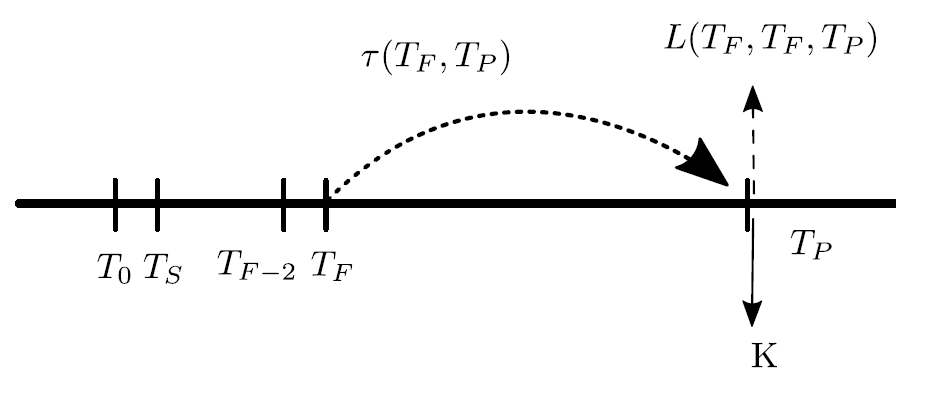 L(T_F, T_F, T_P)
τ(T_F, T_P)
T_0 T_S T_{F−2} T_F T_P
K